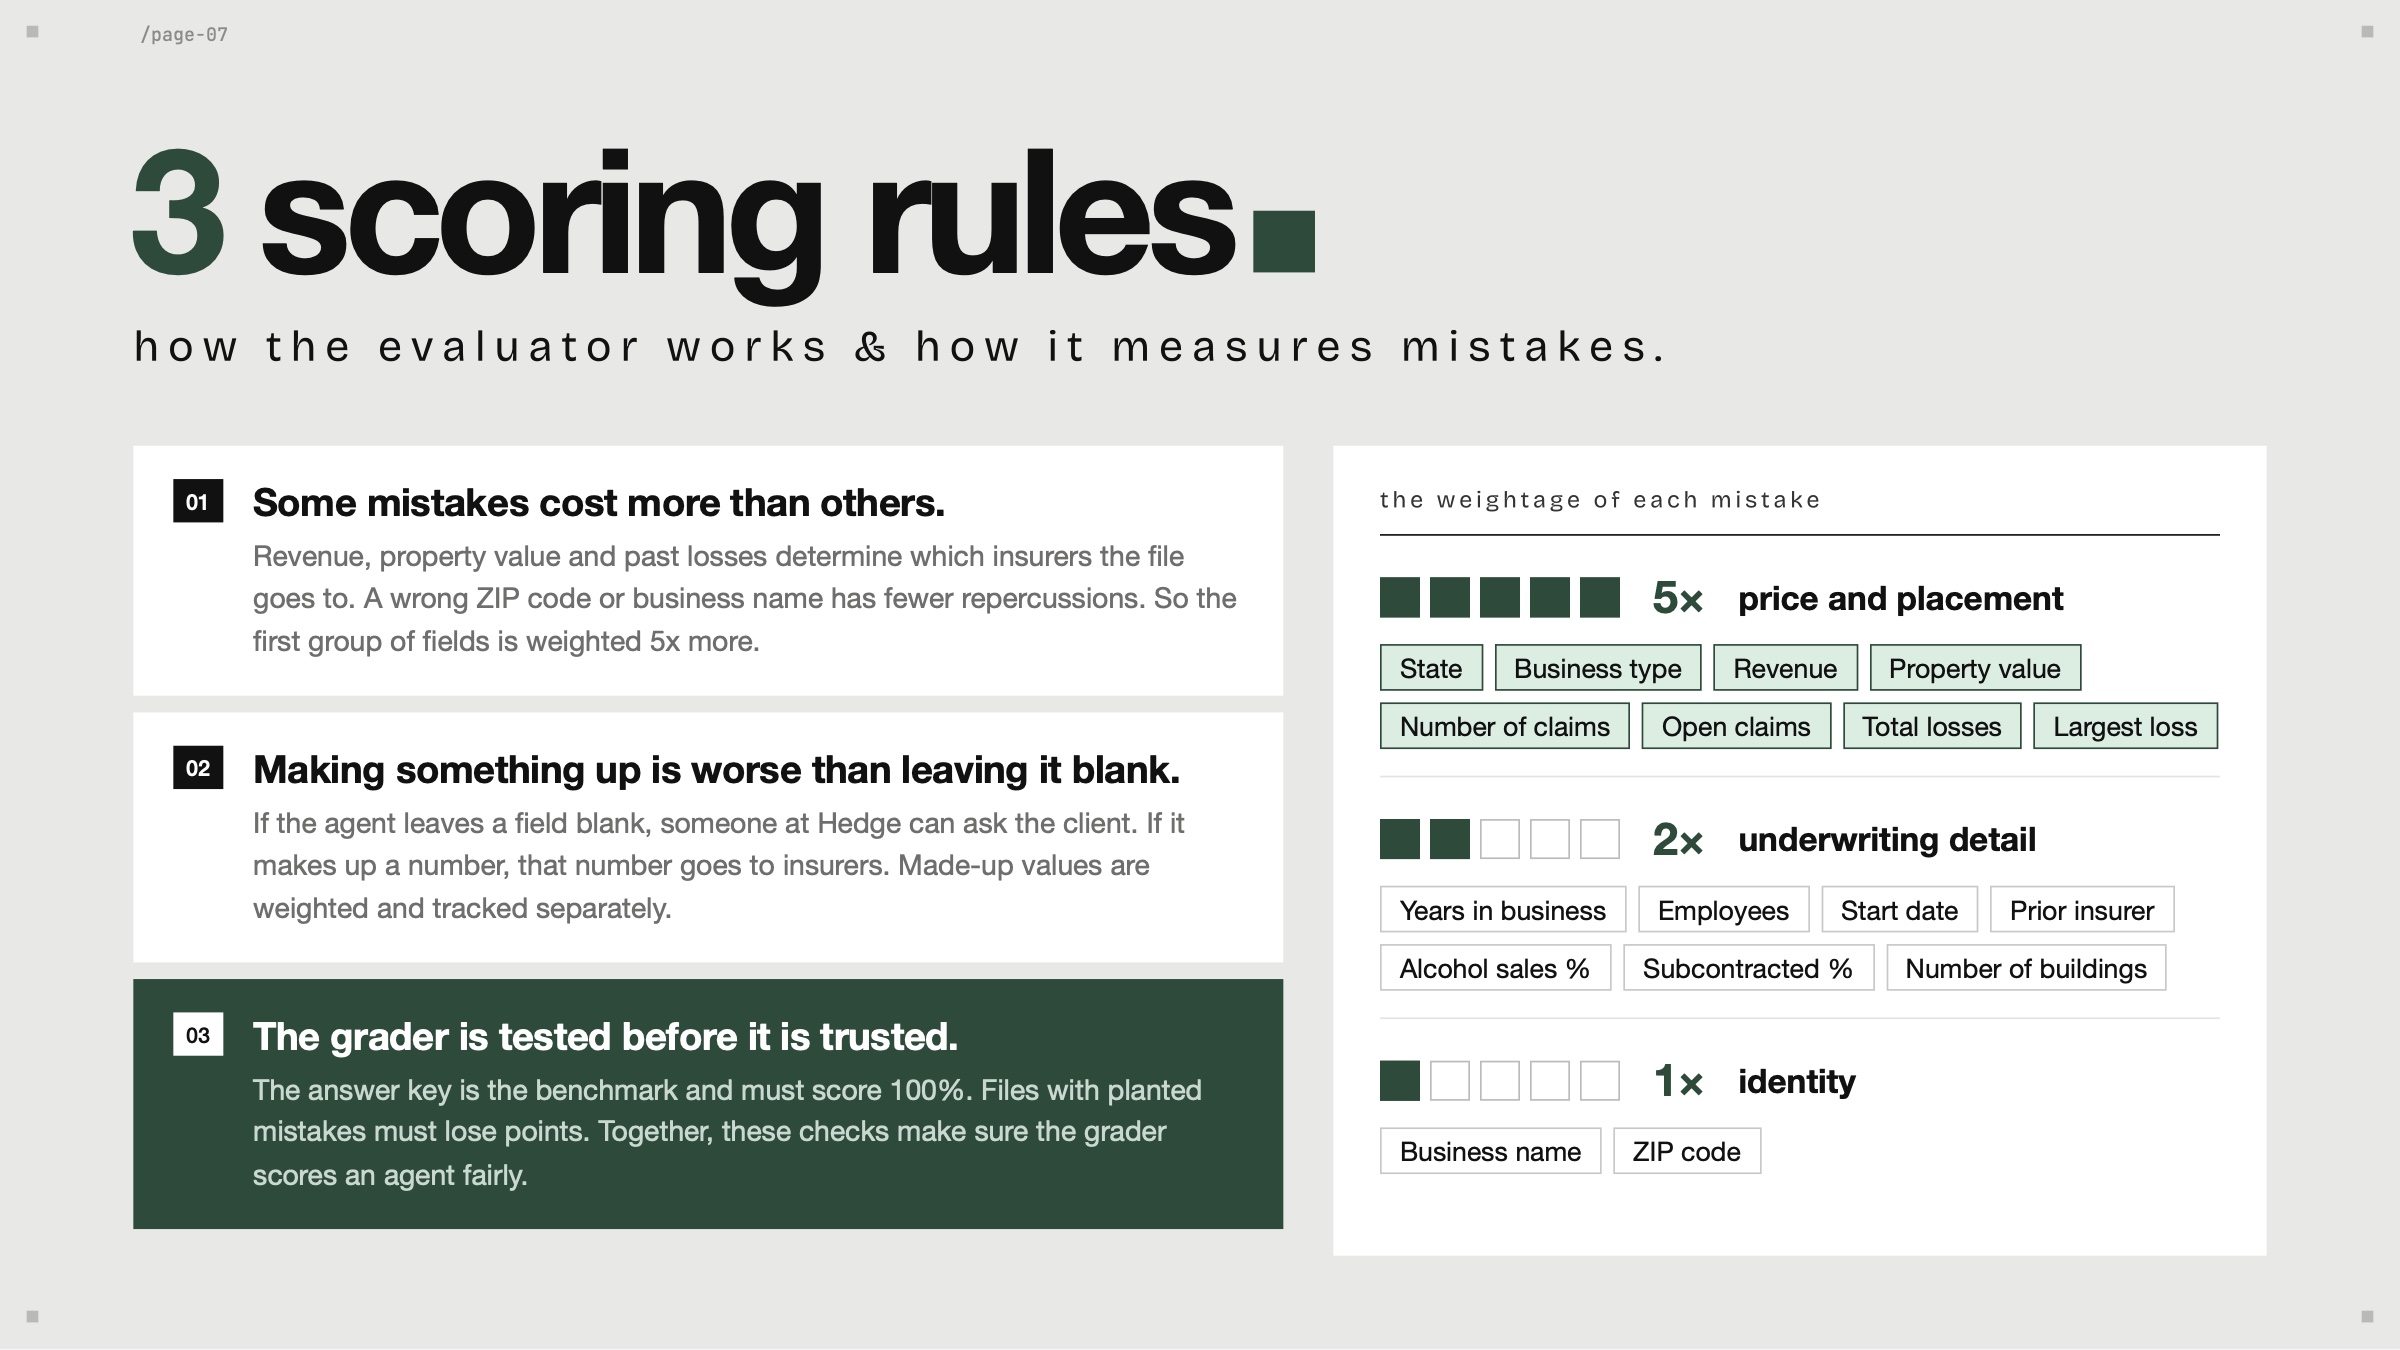 /page-07
3 scoring rules
how the evaluator works & how it measures mistakes.
01
Some mistakes cost more than others.
Revenue, property value and past losses determine which insurers the file
goes to. A wrong ZIP code or business name has fewer repercussions. So the
first group of fields is weighted 5x more.
02
Making something up is worse than leaving it blank.
If the agent leaves a field blank, someone at Hedge can ask the client. If it
makes up a number, that number goes to insurers. Made-up values are
weighted and tracked separately.
03
The grader is tested before it is trusted.
The answer key is the benchmark and must score 100%. Files with planted
mistakes must lose points. Together, these checks make sure the grader
scores an agent fairly.
the weightage of each mistake
5× price and placement
State Business type Revenue Property value
Number of claims Open claims Total losses Largest loss
2× underwriting detail
Years in business Employees Start date Prior insurer
Alcohol sales % Subcontracted % Number of buildings
1× identity
Business name ZIP code